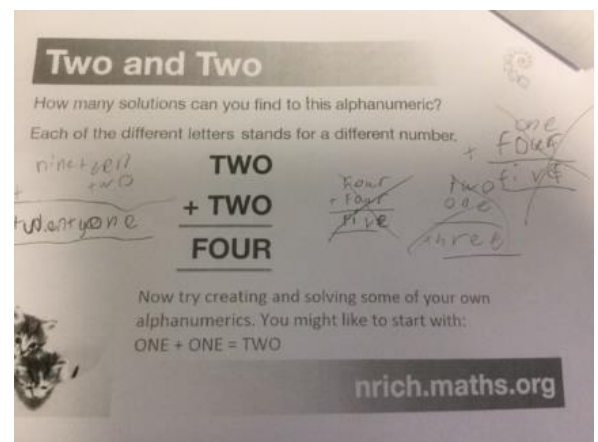 Two and Two
How many solutions can you find to this alphanumeric?
Each of the different letters stands for a different number.
one
+ four
five
nineteen
+ two
twentyone
TWO
+ TWO
FOUR
four
+ four
five
two
one
three
Now try creating and solving some of your own
alphanumerics. You might like to start with:
ONE + ONE = TWO
nrich.maths.org